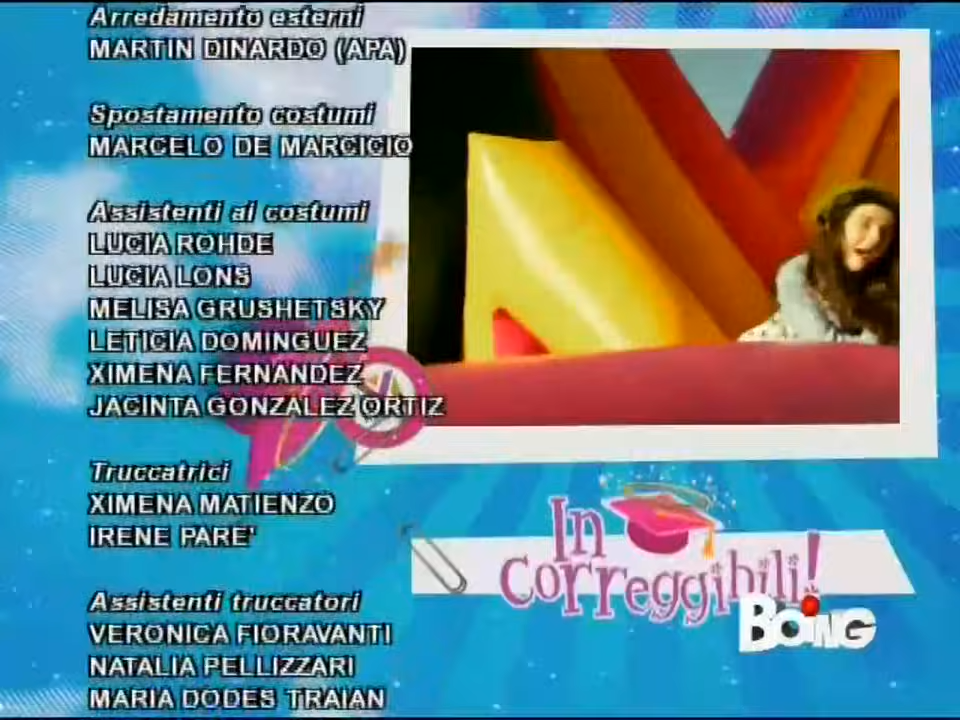 Arredamento esterni
MARTIN DINARDO (APA)
Spostamento costumi
MARCELO DE MARCICIO
Assistenti ai costumi
LUCIA ROHDE
LUCIA LONS
MELISA GRUSHETSKY
LETICIA DOMINGUEZ
XIMENA FERNANDEZ
JACINTA GONZALEZ ORTIZ
Truccatrici
XIMENA MATIENZO
IRENE PARE'
Assistenti truccatori
VERONICA FIORAVANTI
NATALIA PELLIZZARI
MARIA DODES TRAIAN
In
Correggibili!
BOING